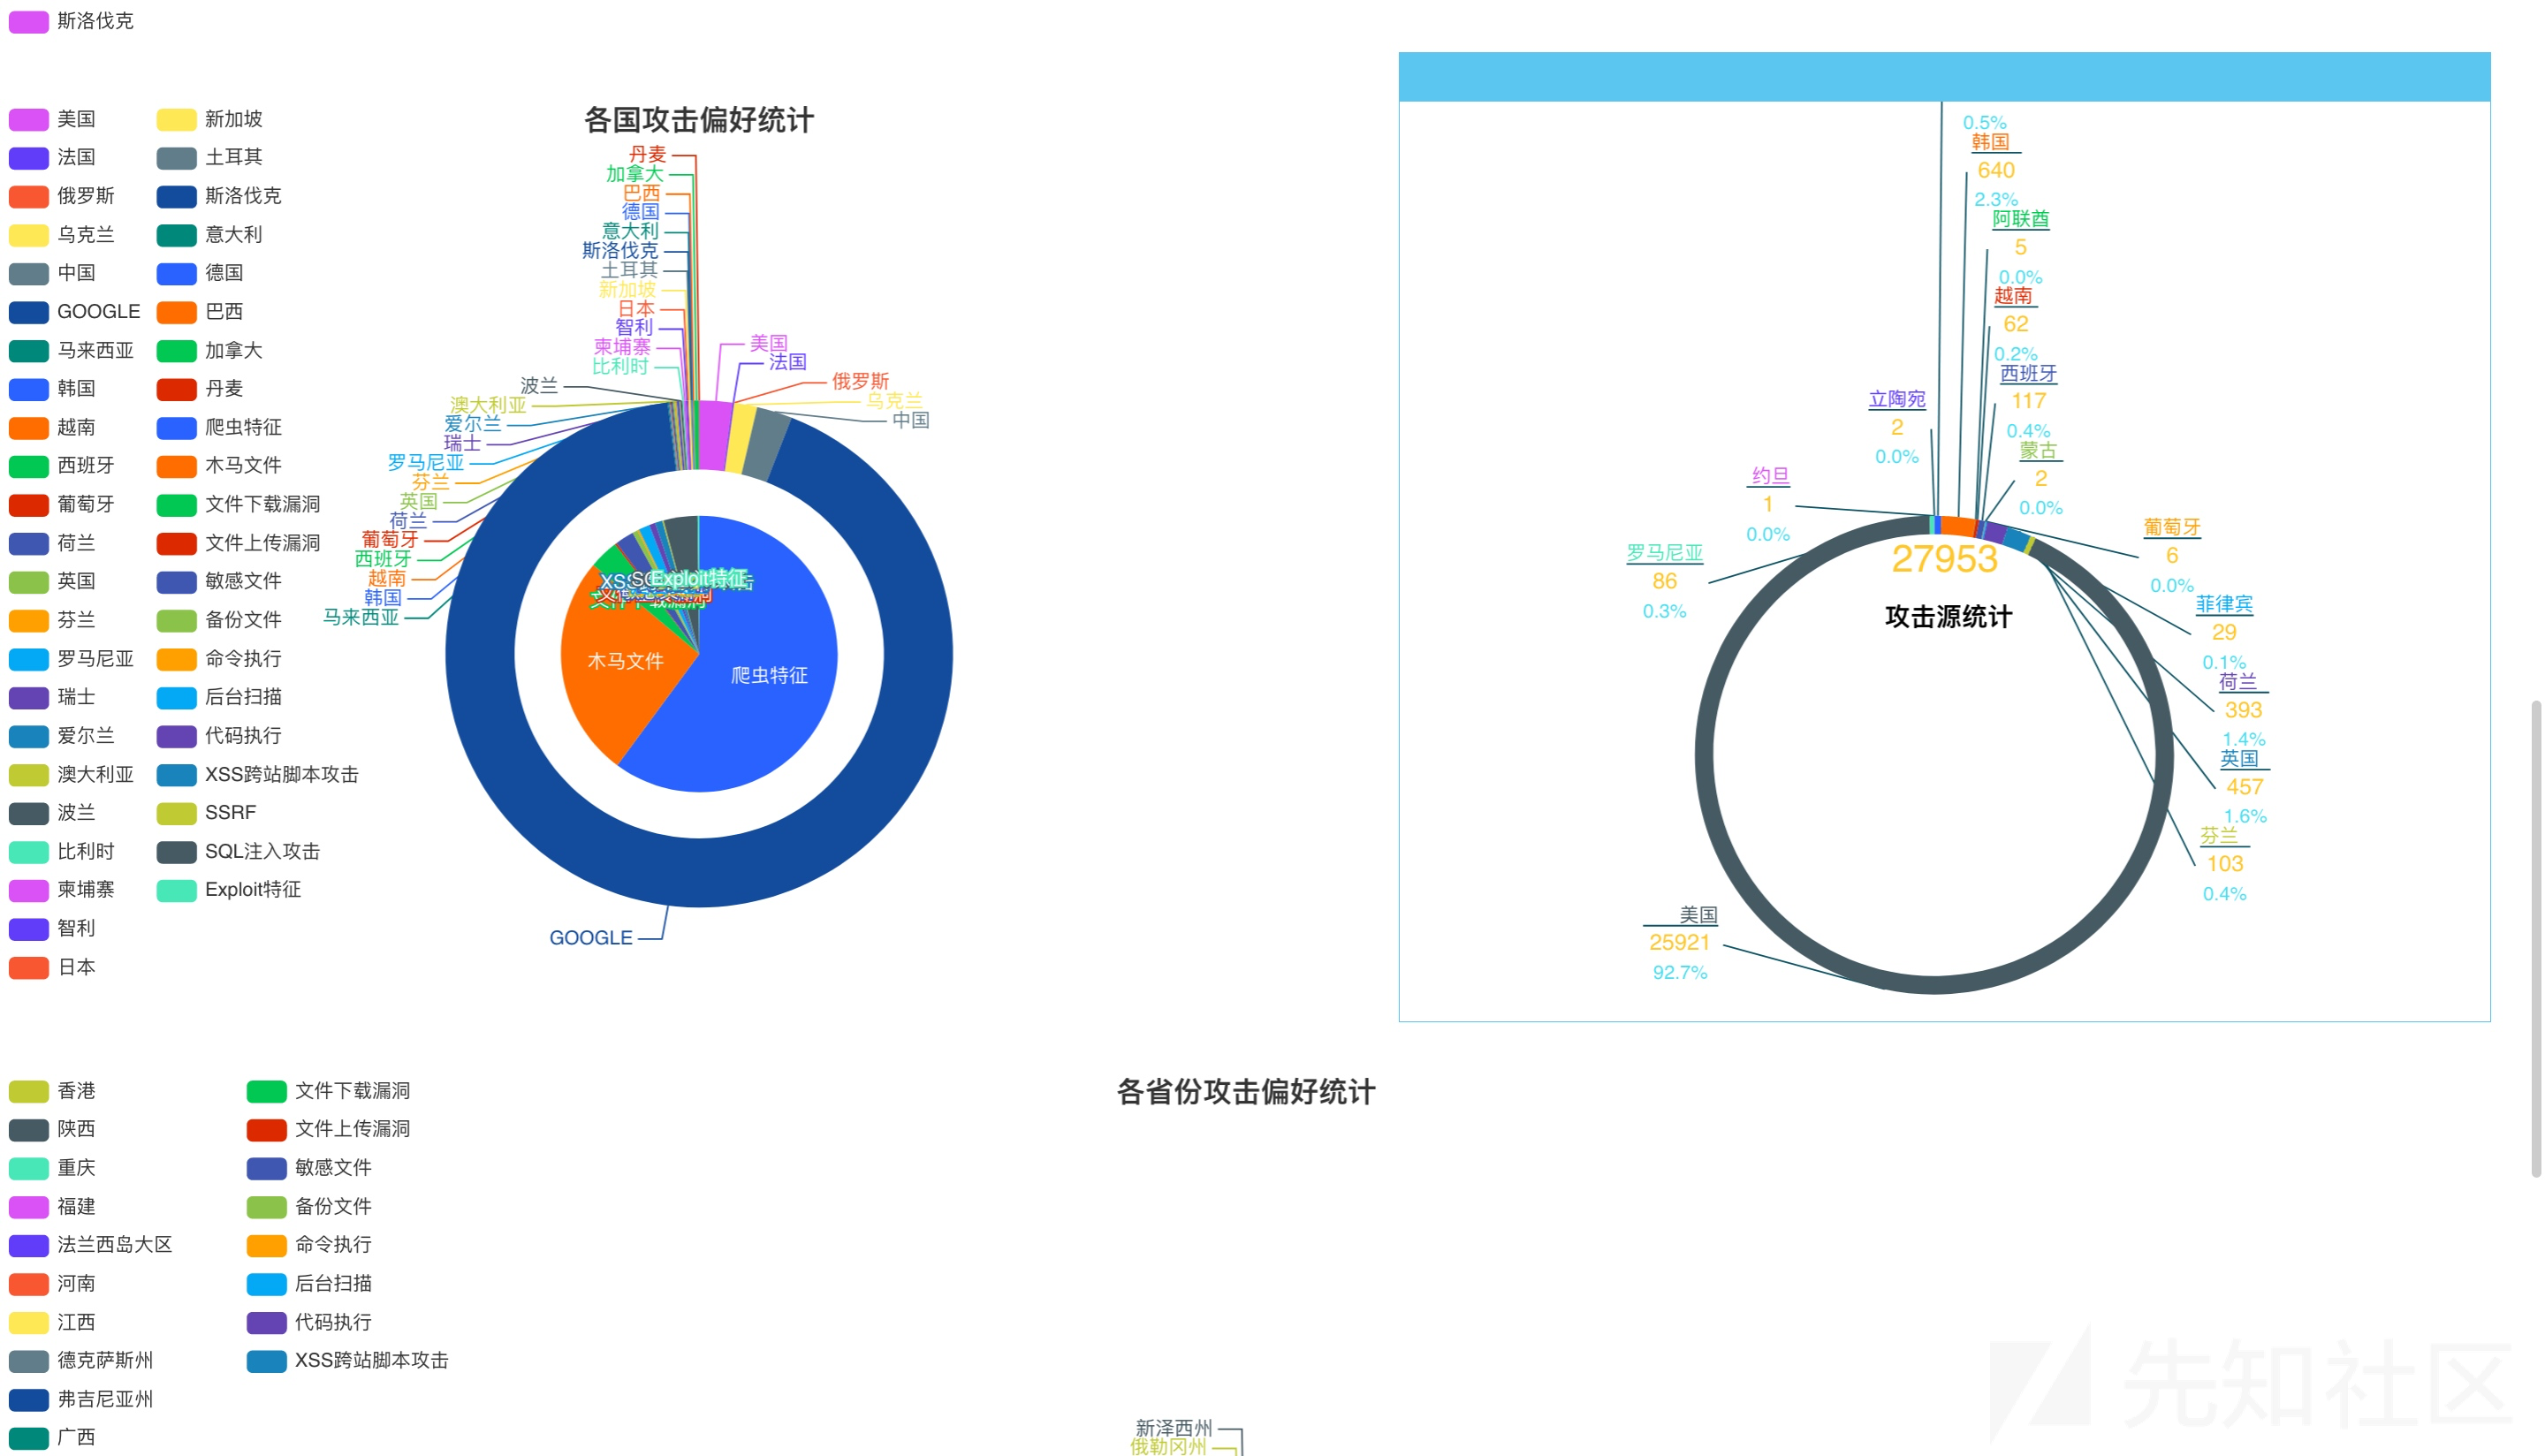 斯洛伐克
美国
法国
俄罗斯
乌克兰
中国
GOOGLE
马来西亚
韩国
越南
西班牙
葡萄牙
荷兰
英国
芬兰
罗马尼亚
瑞士
爱尔兰
澳大利亚
波兰
比利时
柬埔寨
智利
日本
新加坡
土耳其
斯洛伐克
意大利
德国
巴西
加拿大
丹麦
爬虫特征
木马文件
文件下载漏洞
文件上传漏洞
敏感文件
备份文件
命令执行
后台扫描
代码执行
XSS跨站脚本攻击
SSRF
SQL注入攻击
Exploit特征
各国攻击偏好统计
丹麦
加拿大
巴西
德国
意大利
斯洛伐克
土耳其
新加坡
日本
智利
柬埔寨
比利时
波兰
澳大利亚
爱尔兰
瑞士
罗马尼亚
芬兰
英国
荷兰
葡萄牙
西班牙
越南
韩国
马来西亚
美国
法国
俄罗斯
乌克兰
中国
Exploit特征
木马文件
爬虫特征
GOOGLE
0.5%
韩国
640
2.3%
阿联酋
5
0.0%
越南
62
0.2%
西班牙
117
0.4%
蒙古
2
0.0%
葡萄牙
6
0.0%
菲律宾
29
0.1%
荷兰
393
1.4%
英国
457
1.6%
芬兰
103
0.4%
立陶宛
2
0.0%
约旦
1
0.0%
罗马尼亚
86
0.3%
美国
25921
92.7%
27953
攻击源统计
各省份攻击偏好统计
香港
陕西
重庆
福建
法兰西岛大区
河南
江西
德克萨斯州
弗吉尼亚州
广西
文件下载漏洞
文件上传漏洞
敏感文件
备份文件
命令执行
后台扫描
代码执行
XSS跨站脚本攻击
新泽西州
俄勒冈州
先知社区